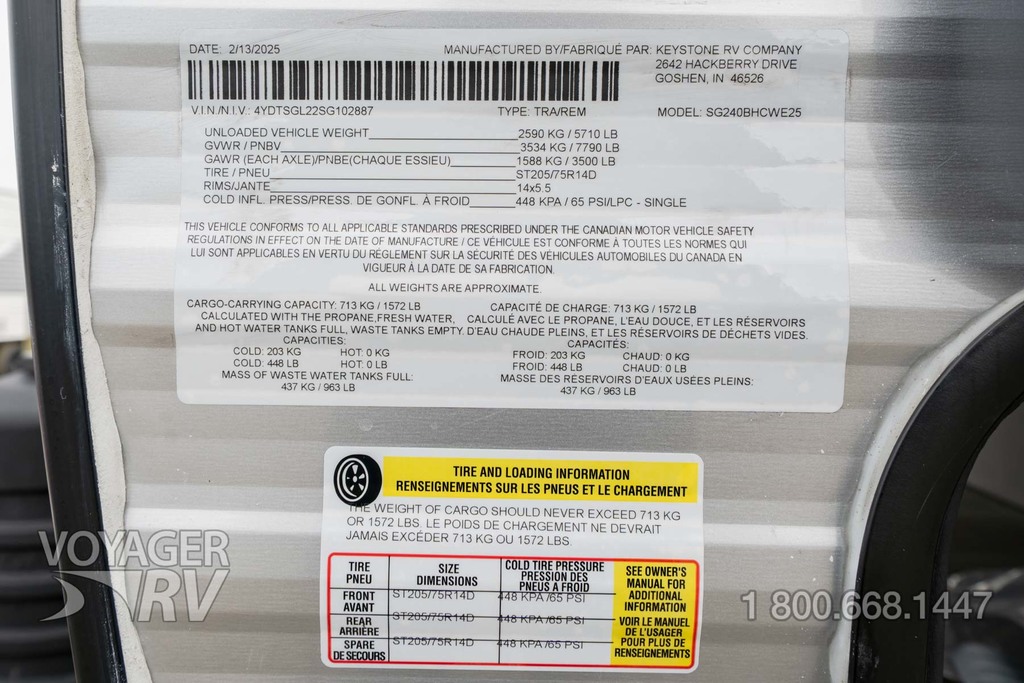 DATE: 2/13/2025 MANUFACTURED BY/FABRIQUÉ PAR: KEYSTONE RV COMPANY
2642 HACKBERRY DRIVE
GOSHEN, IN 46526
V.I.N./N.I.V.: 4YDTSGL22SG102887 TYPE: TRA/REM MODEL: SG240BHCWE25
UNLOADED VEHICLE WEIGHT 2590 KG / 5710 LB
GVWR / PNBV 3534 KG / 7790 LB
GAWR (EACH AXLE)/PNBE(CHAQUE ESSIEU) 1588 KG / 3500 LB
TIRE / PNEU ST205/75R14D
RIMS/JANTE 14x5.5
COLD INFL. PRESS/PRESS. DE GONFL. À FROID 448 KPA / 65 PSI/LPC - SINGLE
THIS VEHICLE CONFORMS TO ALL APPLICABLE STANDARDS PRESCRIBED UNDER THE CANADIAN MOTOR VEHICLE SAFETY
REGULATIONS IN EFFECT ON THE DATE OF MANUFACTURE / CE VÉHICULE EST CONFORME À TOUTES LES NORMES QUI
LUI SONT APPLICABLES EN VERTU DU RÈGLEMENT SUR LA SÉCURITÉ DES VÉHICULES AUTOMOBILES DU CANADA EN
VIGUEUR À LA DATE DE SA FABRICATION.
ALL WEIGHTS ARE APPROXIMATE.
CARGO-CARRYING CAPACITY: 713 KG / 1572 LB
CALCULATED WITH THE PROPANE,FRESH WATER,
AND HOT WATER TANKS FULL, WASTE TANKS EMPTY.
CAPACITIES:
COLD: 203 KG HOT: 0 KG
COLD: 448 LB HOT: 0 LB
MASS OF WASTE WATER TANKS FULL:
437 KG / 963 LB
CAPACITÉ DE CHARGE: 713 KG / 1572 LB
CALCULÉ AVEC LE PROPANE, L'EAU DOUCE, ET LES RÉSERVOIRS
D'EAU CHAUDE PLEINS, ET LES RÉSERVOIRS DE DÉCHETS VIDES.
CAPACITÉS:
FROID: 203 KG CHAUD: 0 KG
FROID: 448 LB CHAUD: 0 LB
MASSE DES RÉSERVOIRS D'EAUX USÉES PLEINS:
437 KG / 963 LB
TIRE AND LOADING INFORMATION
RENSEIGNEMENTS SUR LES PNEUS ET LE CHARGEMENT
THE WEIGHT OF CARGO SHOULD NEVER EXCEED 713 KG
OR 1572 LBS. LE POIDS DE CHARGEMENT NE DEVRAIT
JAMAIS EXCÉDER 713 KG OU 1572 LBS.
TIRE
PNEU
SIZE
DIMENSIONS
COLD TIRE PRESSURE
PRESSION DES
PNEUS A FROID
FRONT
AVANT
ST205/75R14D 448 KPA /65 PSI
REAR
ARRIÈRE
ST205/75R14D 448 KPA /65 PSI
SPARE
DE SECOURS
ST205/75R14D 448 KPA /65 PSI
SEE OWNER'S
MANUAL FOR
ADDITIONAL
INFORMATION
VOIR LE MANUEL
DE L'USAGER
POUR PLUS DE
RENSEIGNEMENTS
VOYAGER
RV
1 800.668.1447